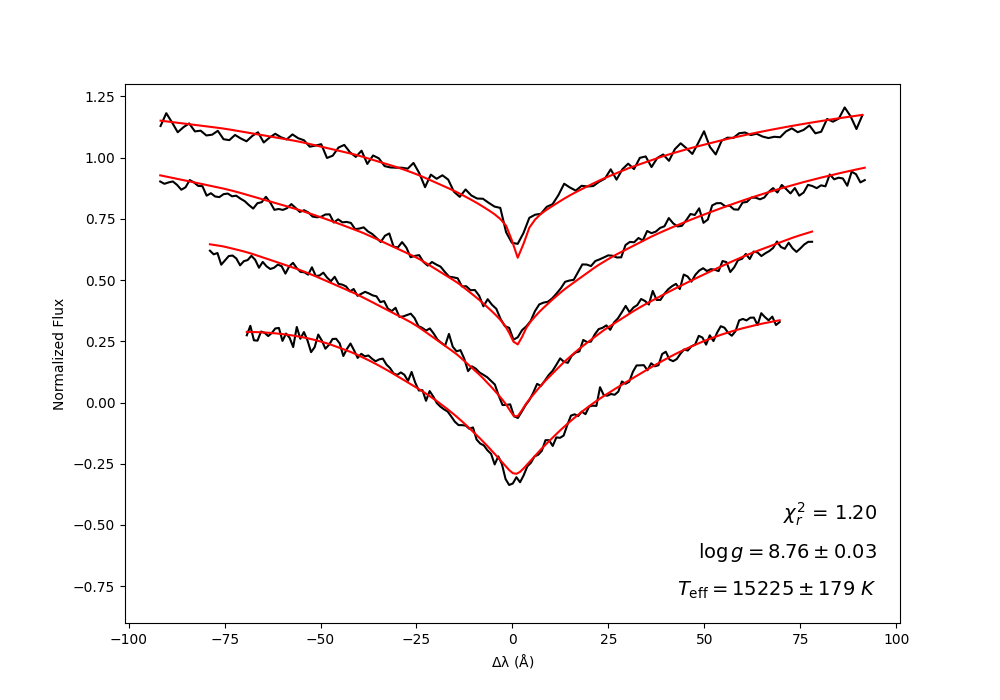 1.25
1.00
0.75
0.50
0.25
0.00
−0.25
−0.50
−0.75
Normalized Flux
χ²ᵣ = 1.20
log g = 8.76 ± 0.03
T_eff = 15225 ± 179 K
−100 −75 −50 −25 0 25 50 75 100
Δλ (Å)